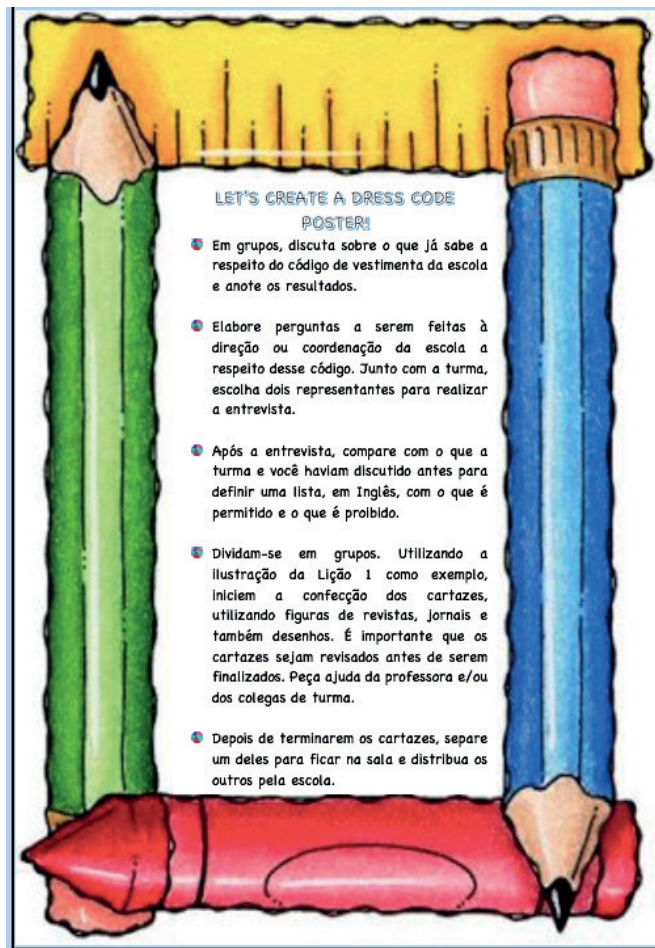 LET'S CREATE A DRESS CODE
POSTER!
Em grupos, discuta sobre o que já sabe a
respeito do código de vestimenta da escola
e anote os resultados.
Elabore perguntas a serem feitas à
direção ou coordenação da escola a
respeito desse código. Junto com a turma,
escolha dois representantes para realizar
a entrevista.
Após a entrevista, compare com o que a
turma e você haviam discutido antes para
definir uma lista, em Inglês, com o que é
permitido e o que é proibido.
Dividam-se em grupos. Utilizando a
ilustração da Lição 1 como exemplo,
iniciem a confecção dos cartazes,
utilizando figuras de revistas, jornais e
também desenhos. É importante que os
cartazes sejam revisados antes de serem
finalizados. Peça ajuda da professora e/ou
dos colegas de turma.
Depois de terminarem os cartazes, separe
um deles para ficar na sala e distribua os
outros pela escola.